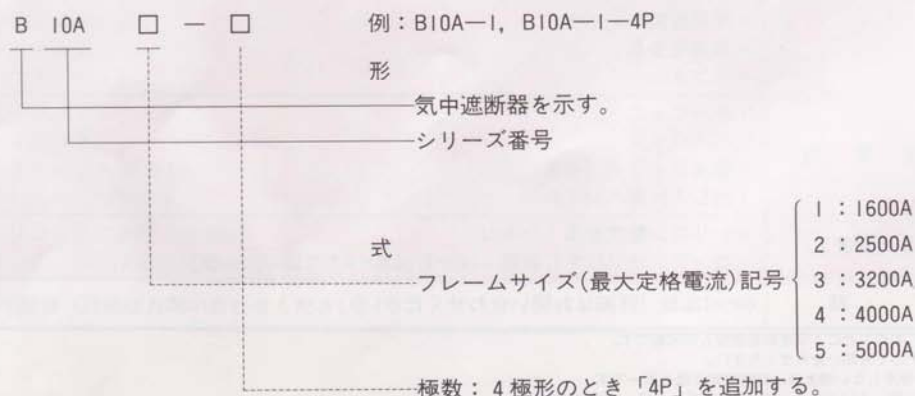 B 10A □ － □ 例：B10A－1，B10A－1－4P
形
気中遮断器を示す。
シリーズ番号
式
フレームサイズ(最大定格電流)記号
1 : 1600A
2 : 2500A
3 : 3200A
4 : 4000A
5 : 5000A
極数：4極形のとき「4P」を追加する。